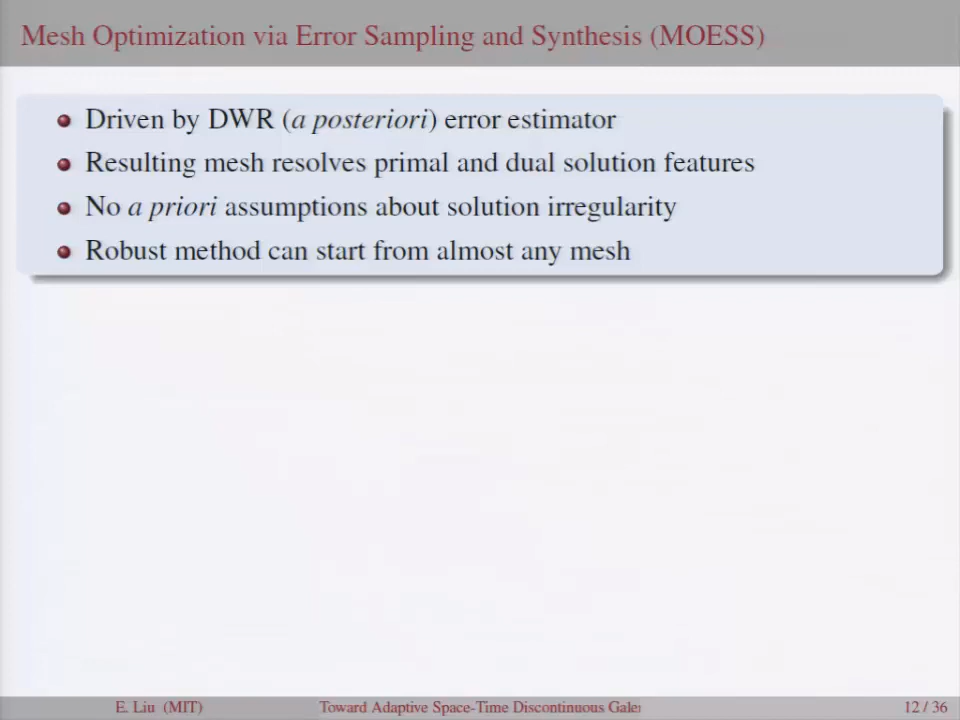 Mesh Optimization via Error Sampling and Synthesis (MOESS)
Driven by DWR (a posteriori) error estimator
Resulting mesh resolves primal and dual solution features
No a priori assumptions about solution irregularity
Robust method can start from almost any mesh
E. Liu (MIT) Toward Adaptive Space-Time Discontinuous Galer 12 / 36